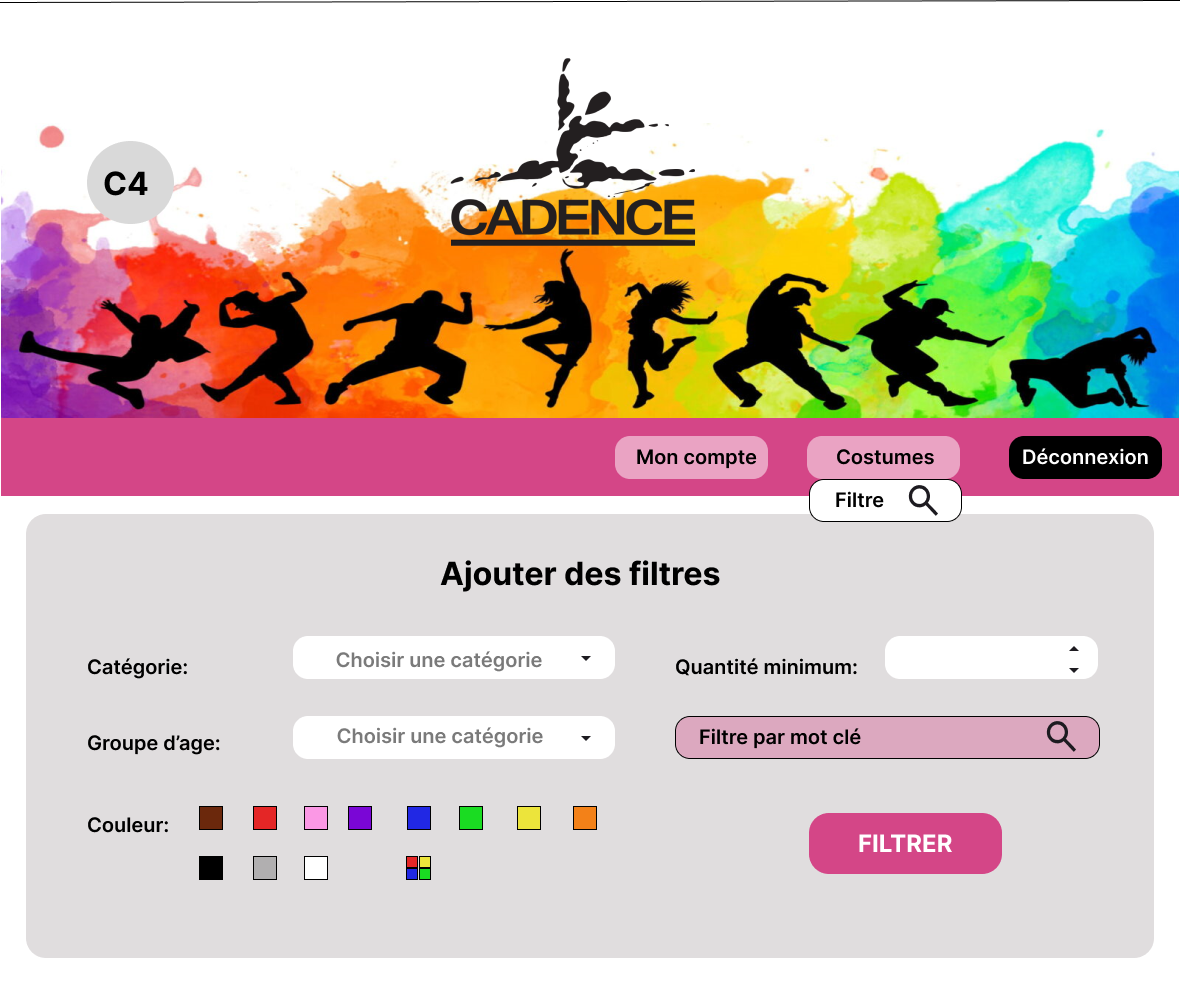 C4
CADENCE
Mon compte
Costumes
Déconnexion
Filtre
Ajouter des filtres
Catégorie:
Choisir une catégorie
Quantité minimum:
Groupe d’age:
Choisir une catégorie
Filtre par mot clé
Couleur:
FILTRER